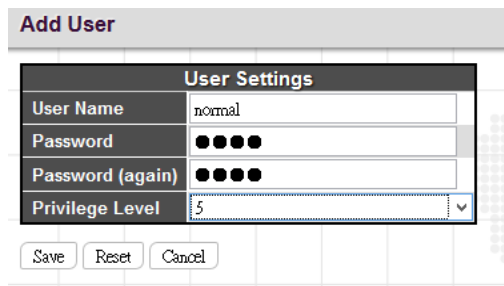 Add User
User Settings
User Name normal
Password ●●●●
Password (again) ●●●●
Privilege Level 5
Save Reset Cancel